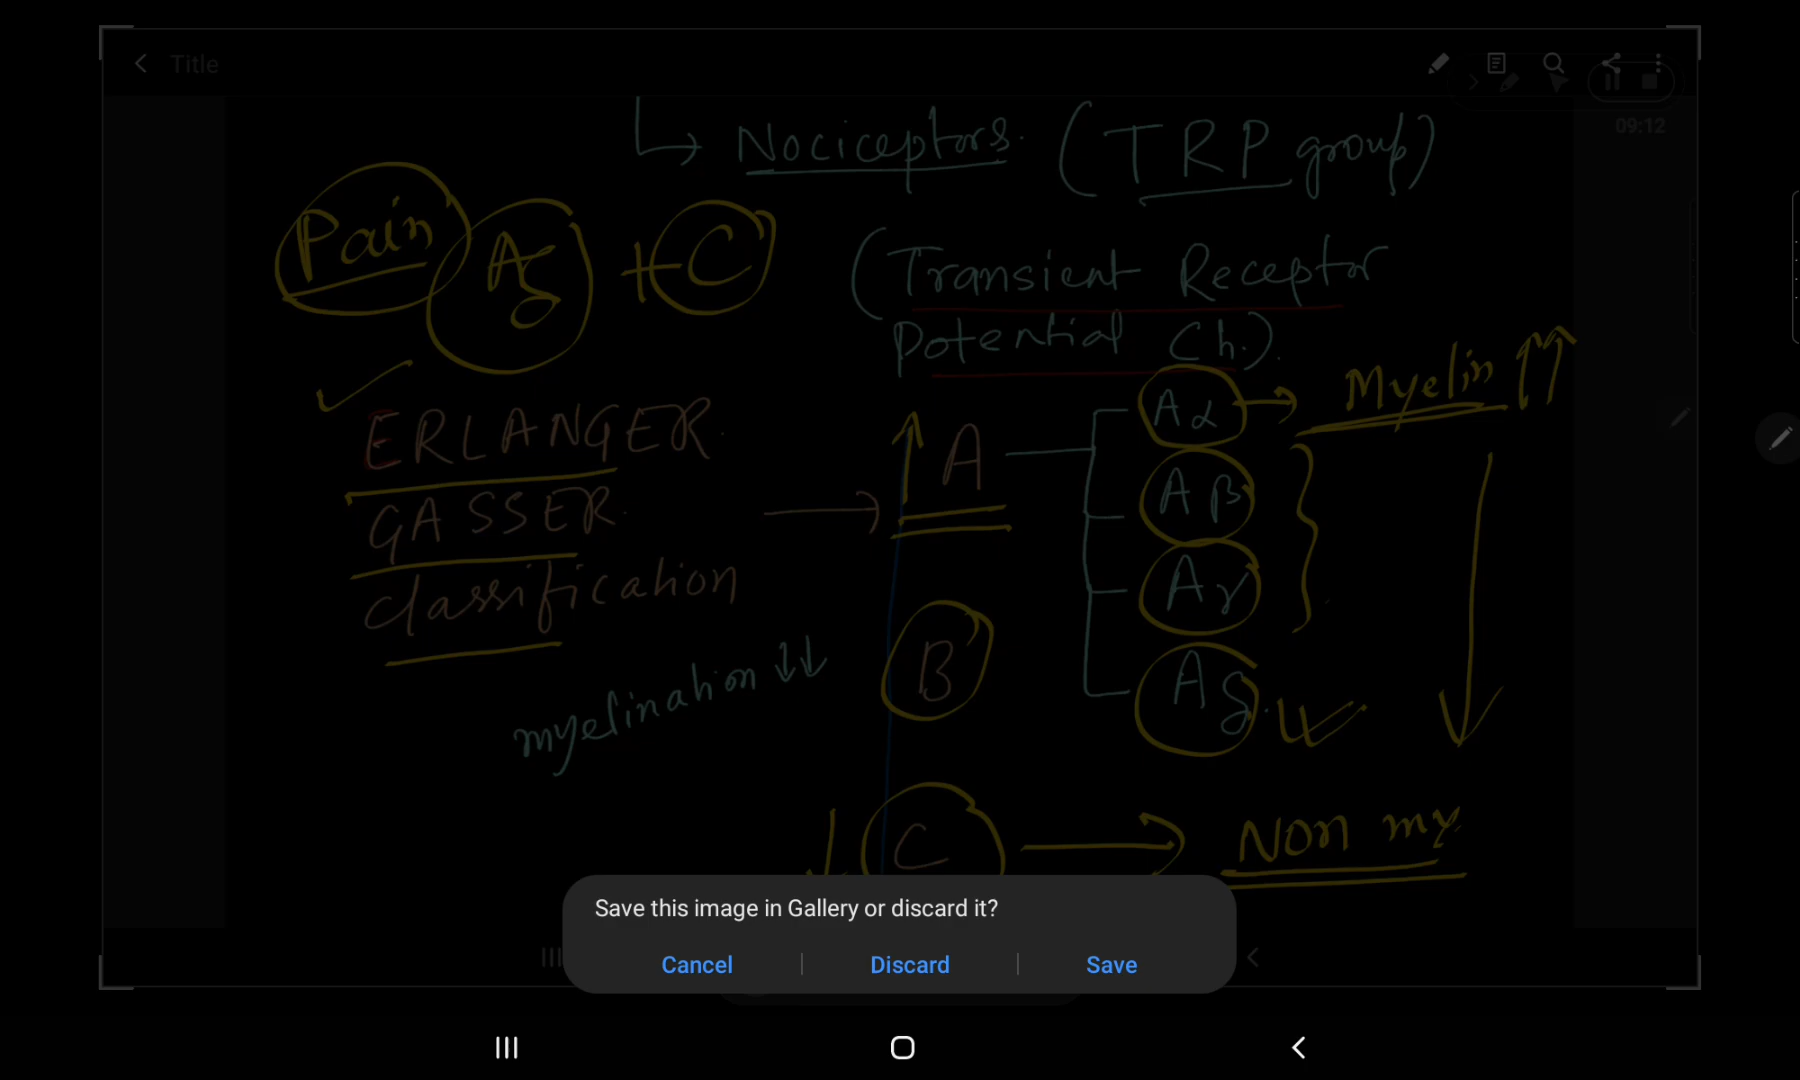 Title
09:12
↳ Nociceptors. (TRP group)
Pain Aδ + C
(Transient Receptor
Potential Ch.).
ERLANGER
GASSER
classification
→ A
Aα → Myelin ↑↑
Aβ
Aγ
Aδ
myelination ↓↓
B
C → NON my.
Save this image in Gallery or discard it?
Cancel | Discard | Save